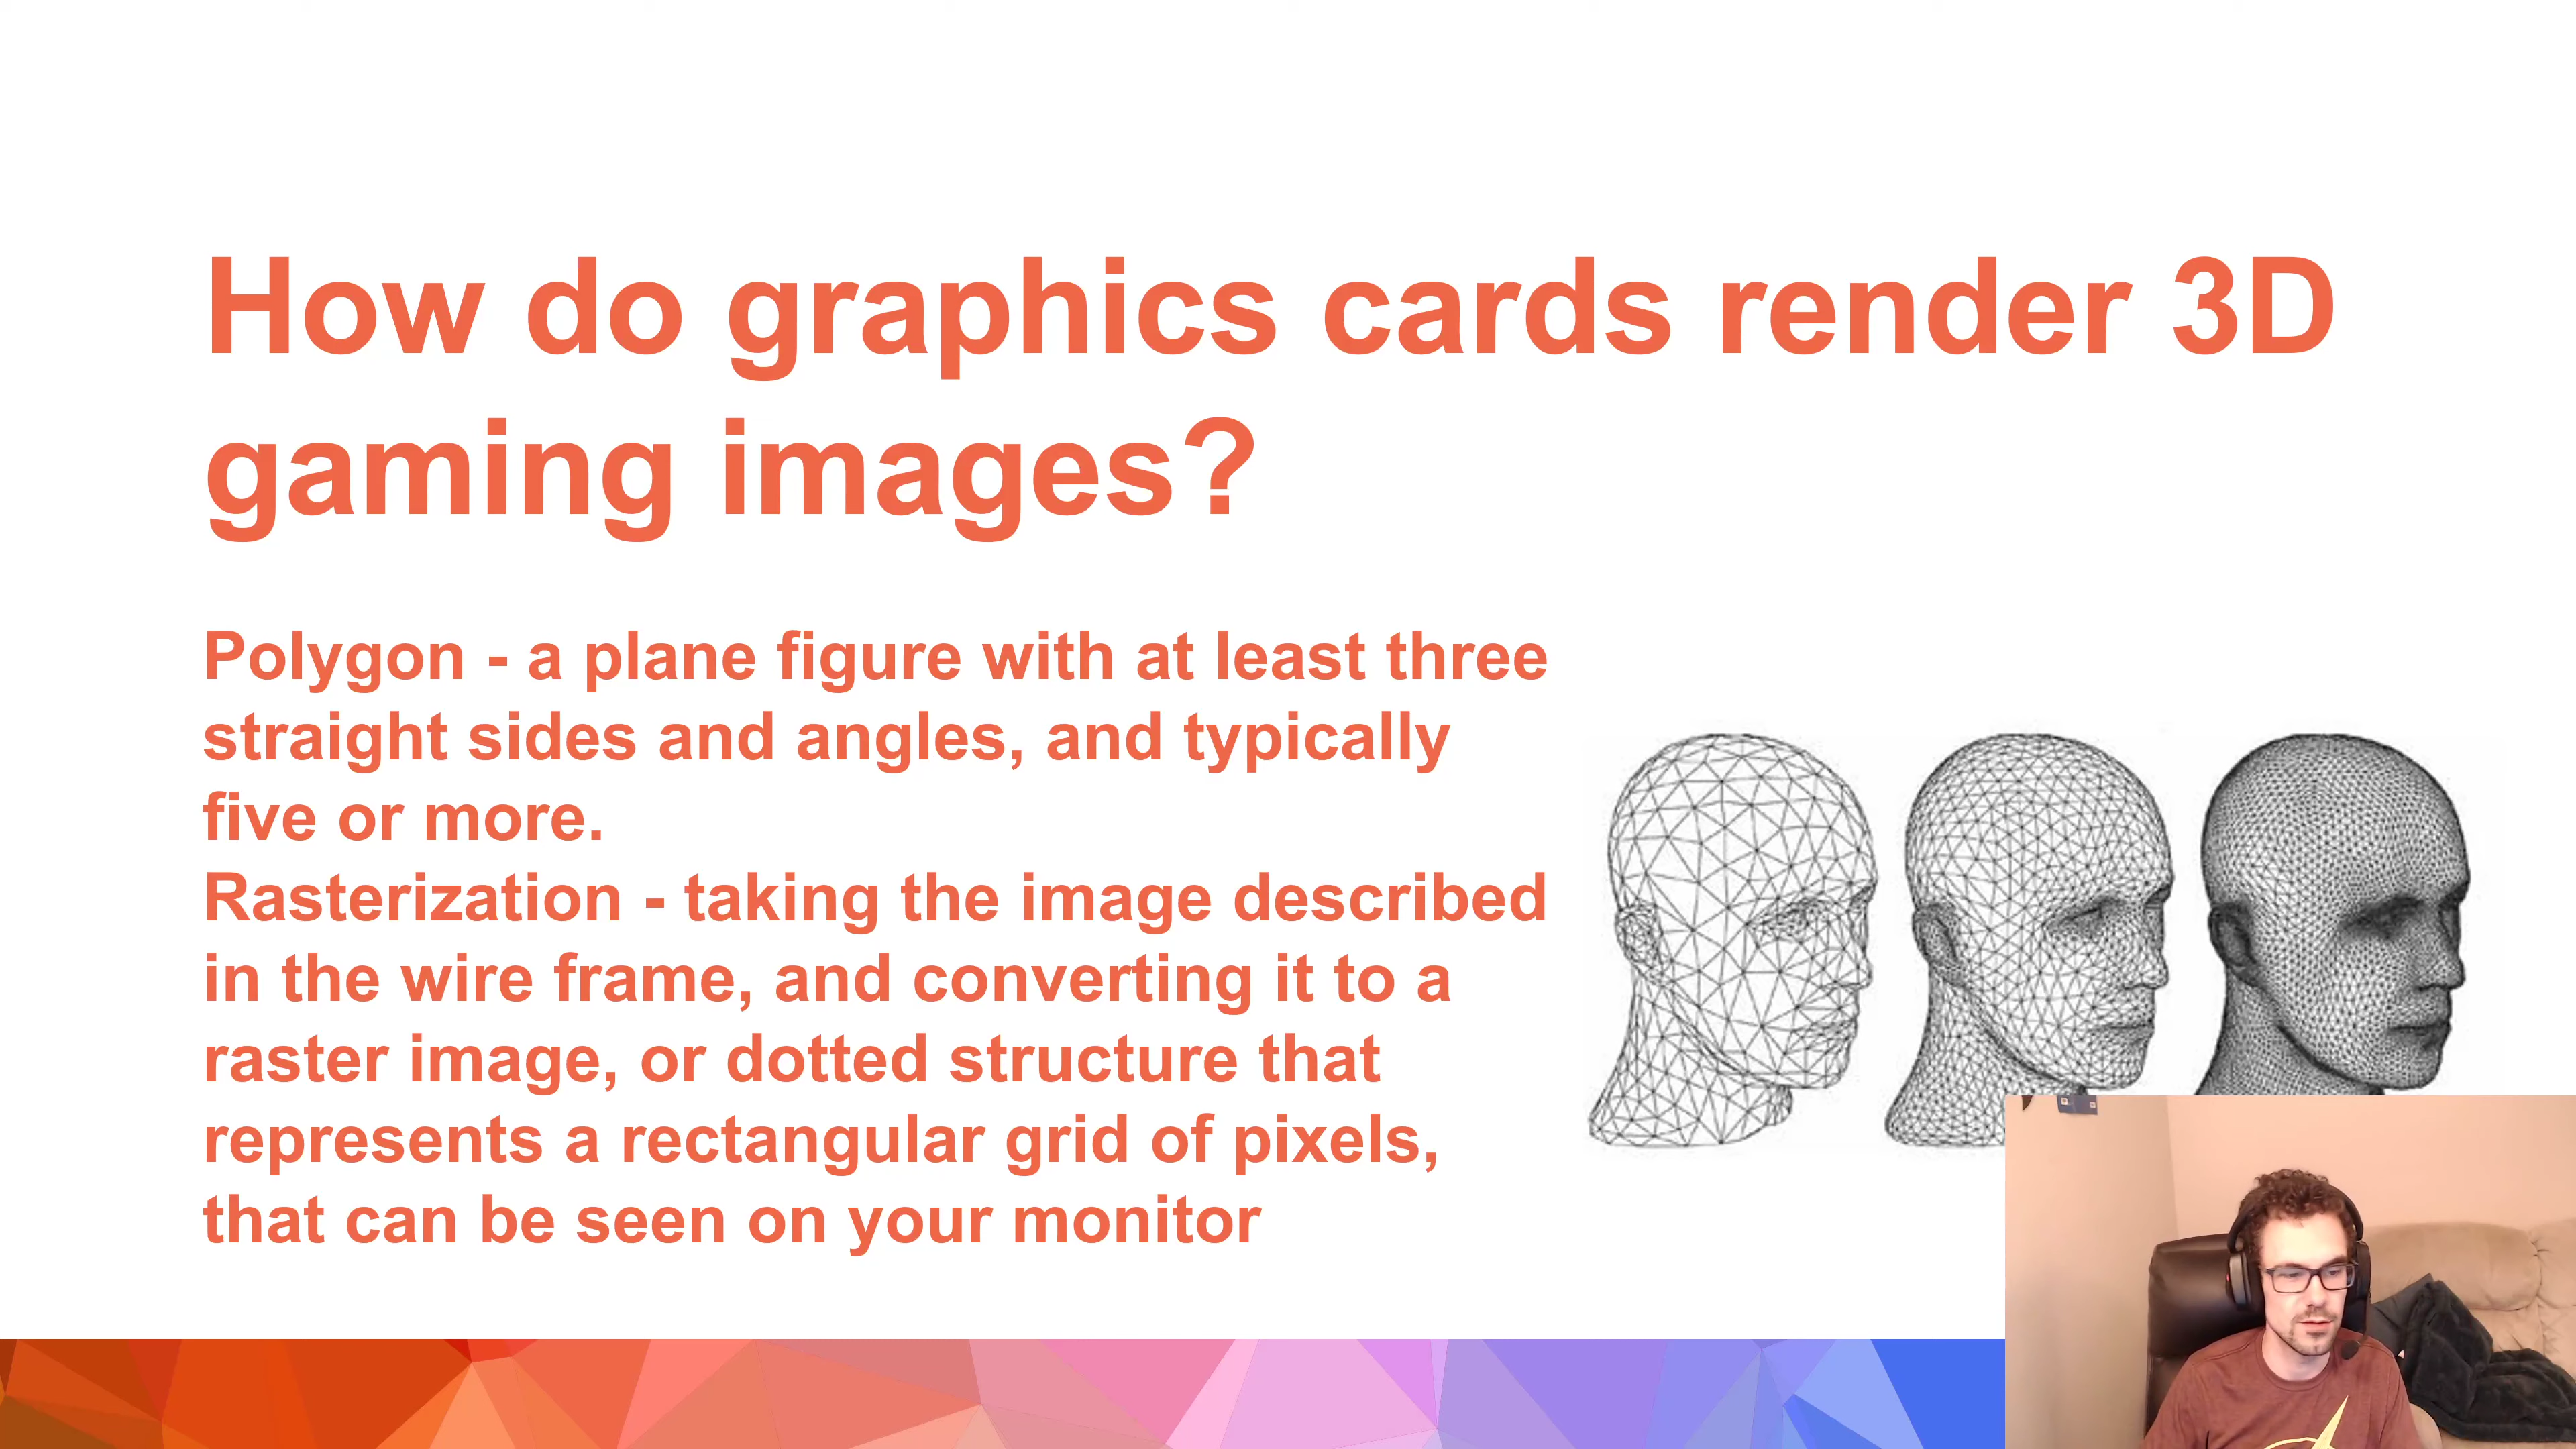 How do graphics cards render 3D
gaming images?
Polygon - a plane figure with at least three
straight sides and angles, and typically
five or more.
Rasterization - taking the image described
in the wire frame, and converting it to a
raster image, or dotted structure that
represents a rectangular grid of pixels,
that can be seen on your monitor